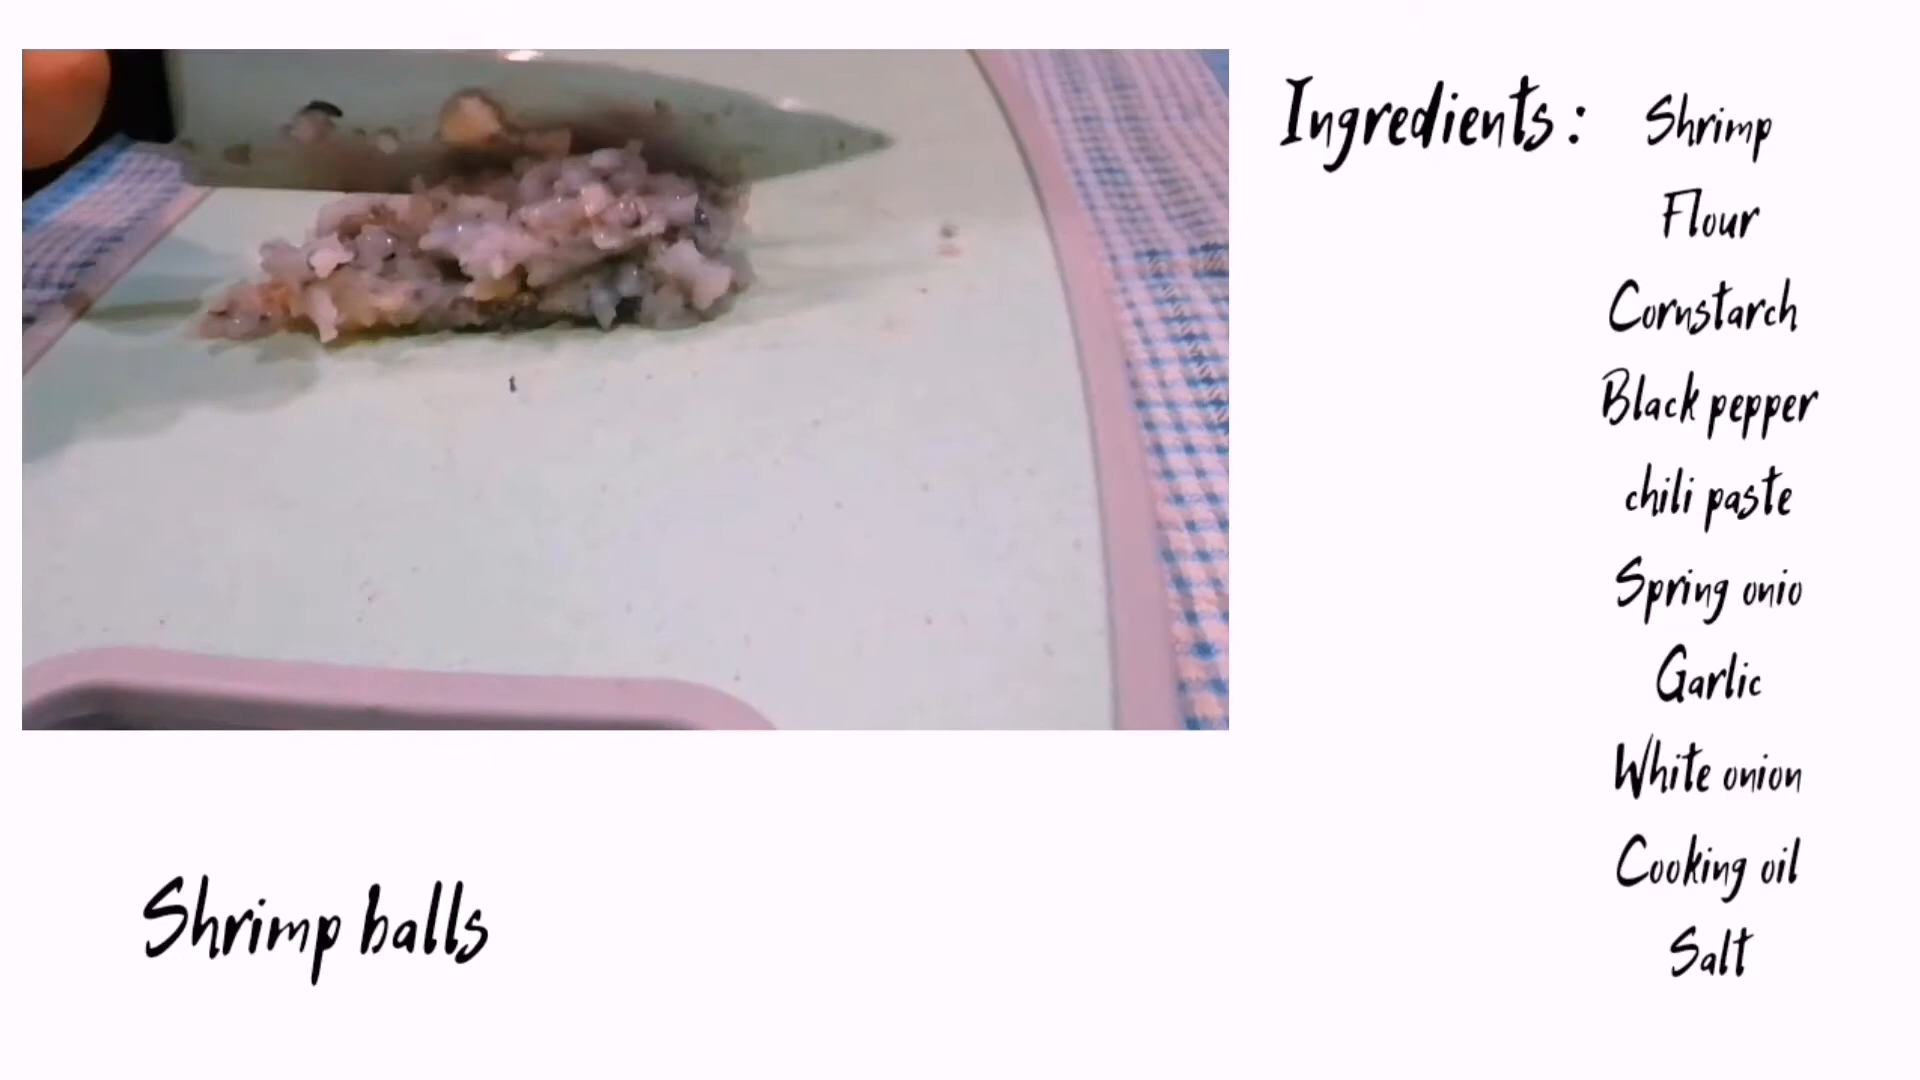 Ingredients :
Shrimp
Flour
Cornstarch
Black pepper
chili paste
Spring onio
Garlic
White onion
Cooking oil
Salt
Shrimp balls